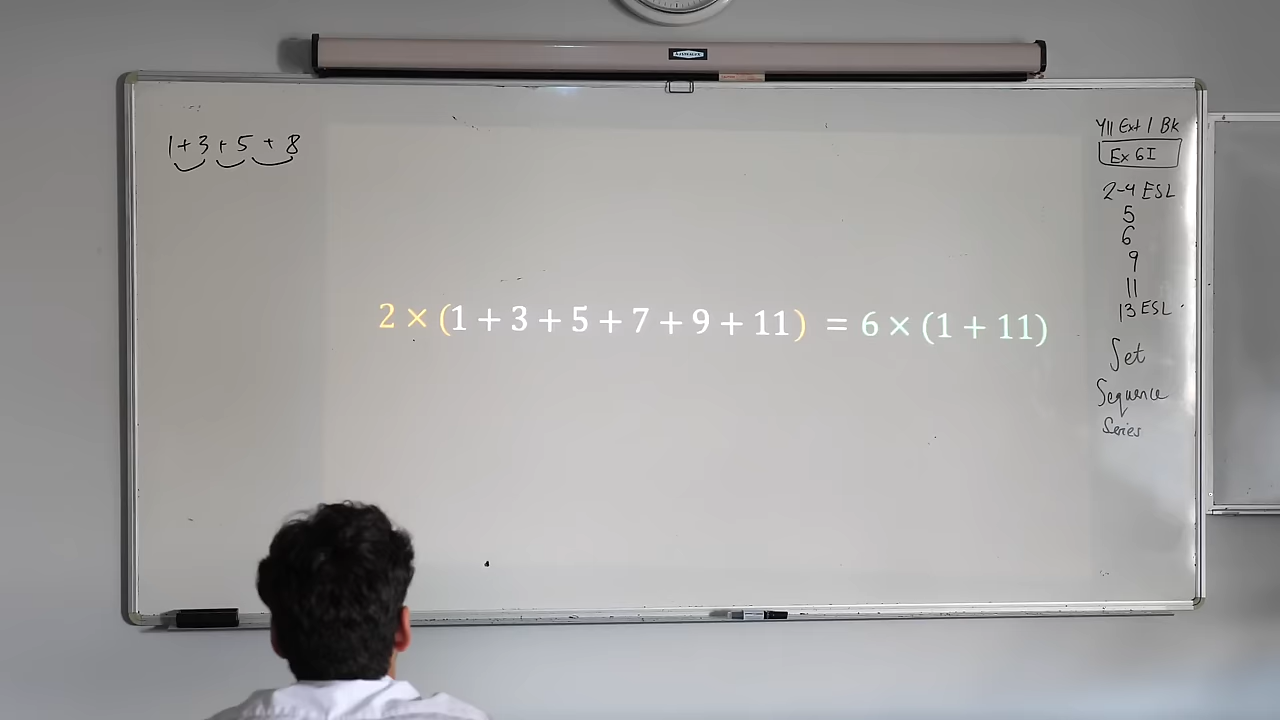 1+3+5+8
2 × (1 + 3 + 5 + 7 + 9 + 11) = 6 × (1 + 11)
Y11 Ext 1 Bk
Ex 6I
2-4 ESL
5
6
9
11
13 ESL
Set
Sequence
Series